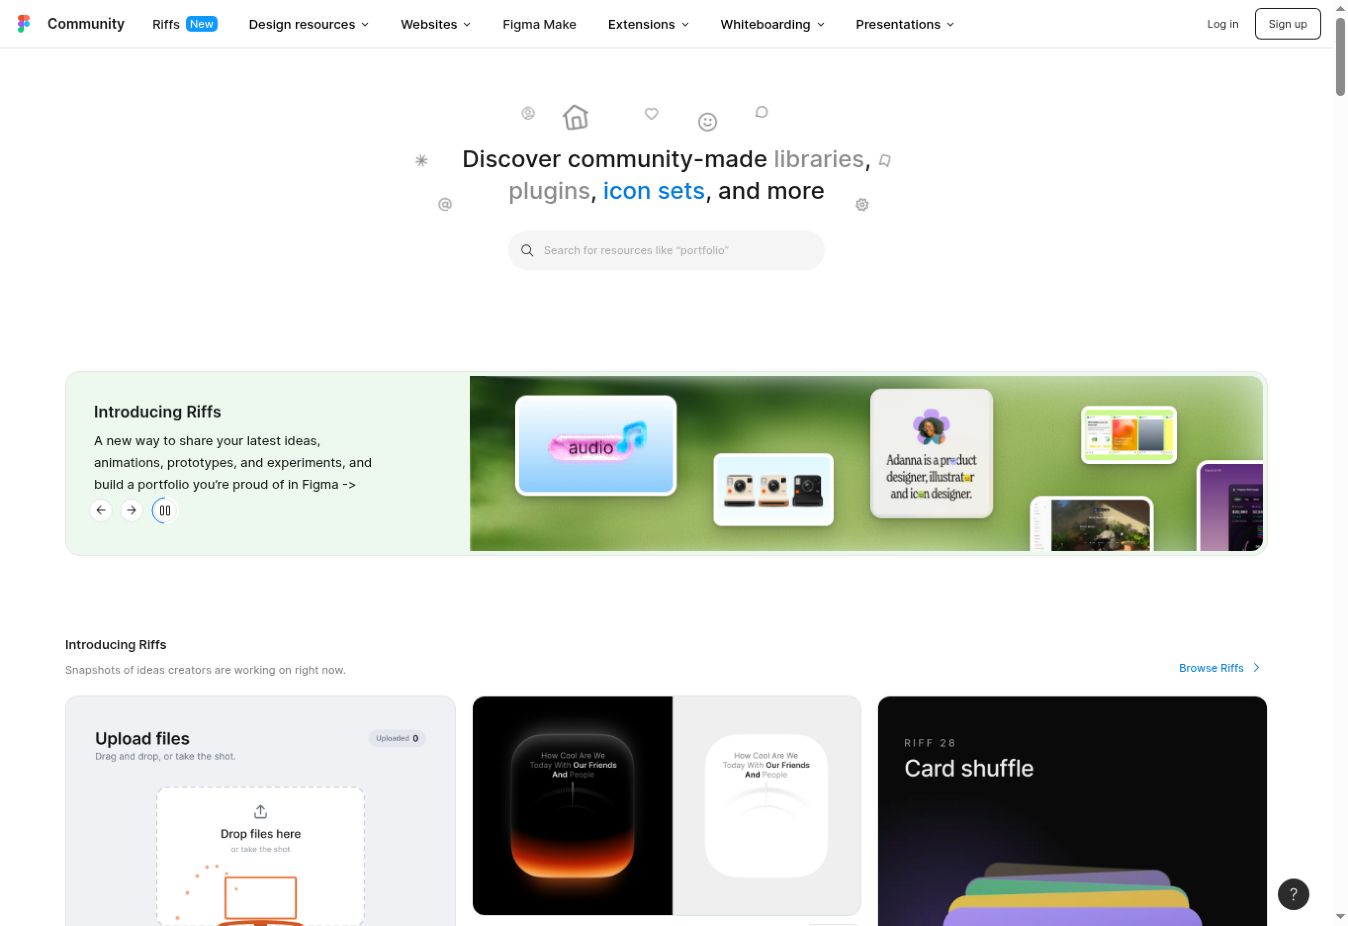 Community
Riffs New
Design resources
Websites
Figma Make
Extensions
Whiteboarding
Presentations
Log in
Sign up
Discover community-made libraries,
plugins, icon sets, and more
Search for resources like “portfolio”
Introducing Riffs
A new way to share your latest ideas,
animations, prototypes, and experiments, and
build a portfolio you're proud of in Figma ->
audio
Adanna is a product
designer, illustrator
and icon designer.
Introducing Riffs
Snapshots of ideas creators are working on right now.
Browse Riffs
Upload files
Uploaded 0
Drag and drop, or take the shot.
Drop files here
or take the shot
How Cool Are We
Today With Our Friends
And People
How Cool Are We
Today With Our Friends
And People
RIFF 28
Card shuffle
?